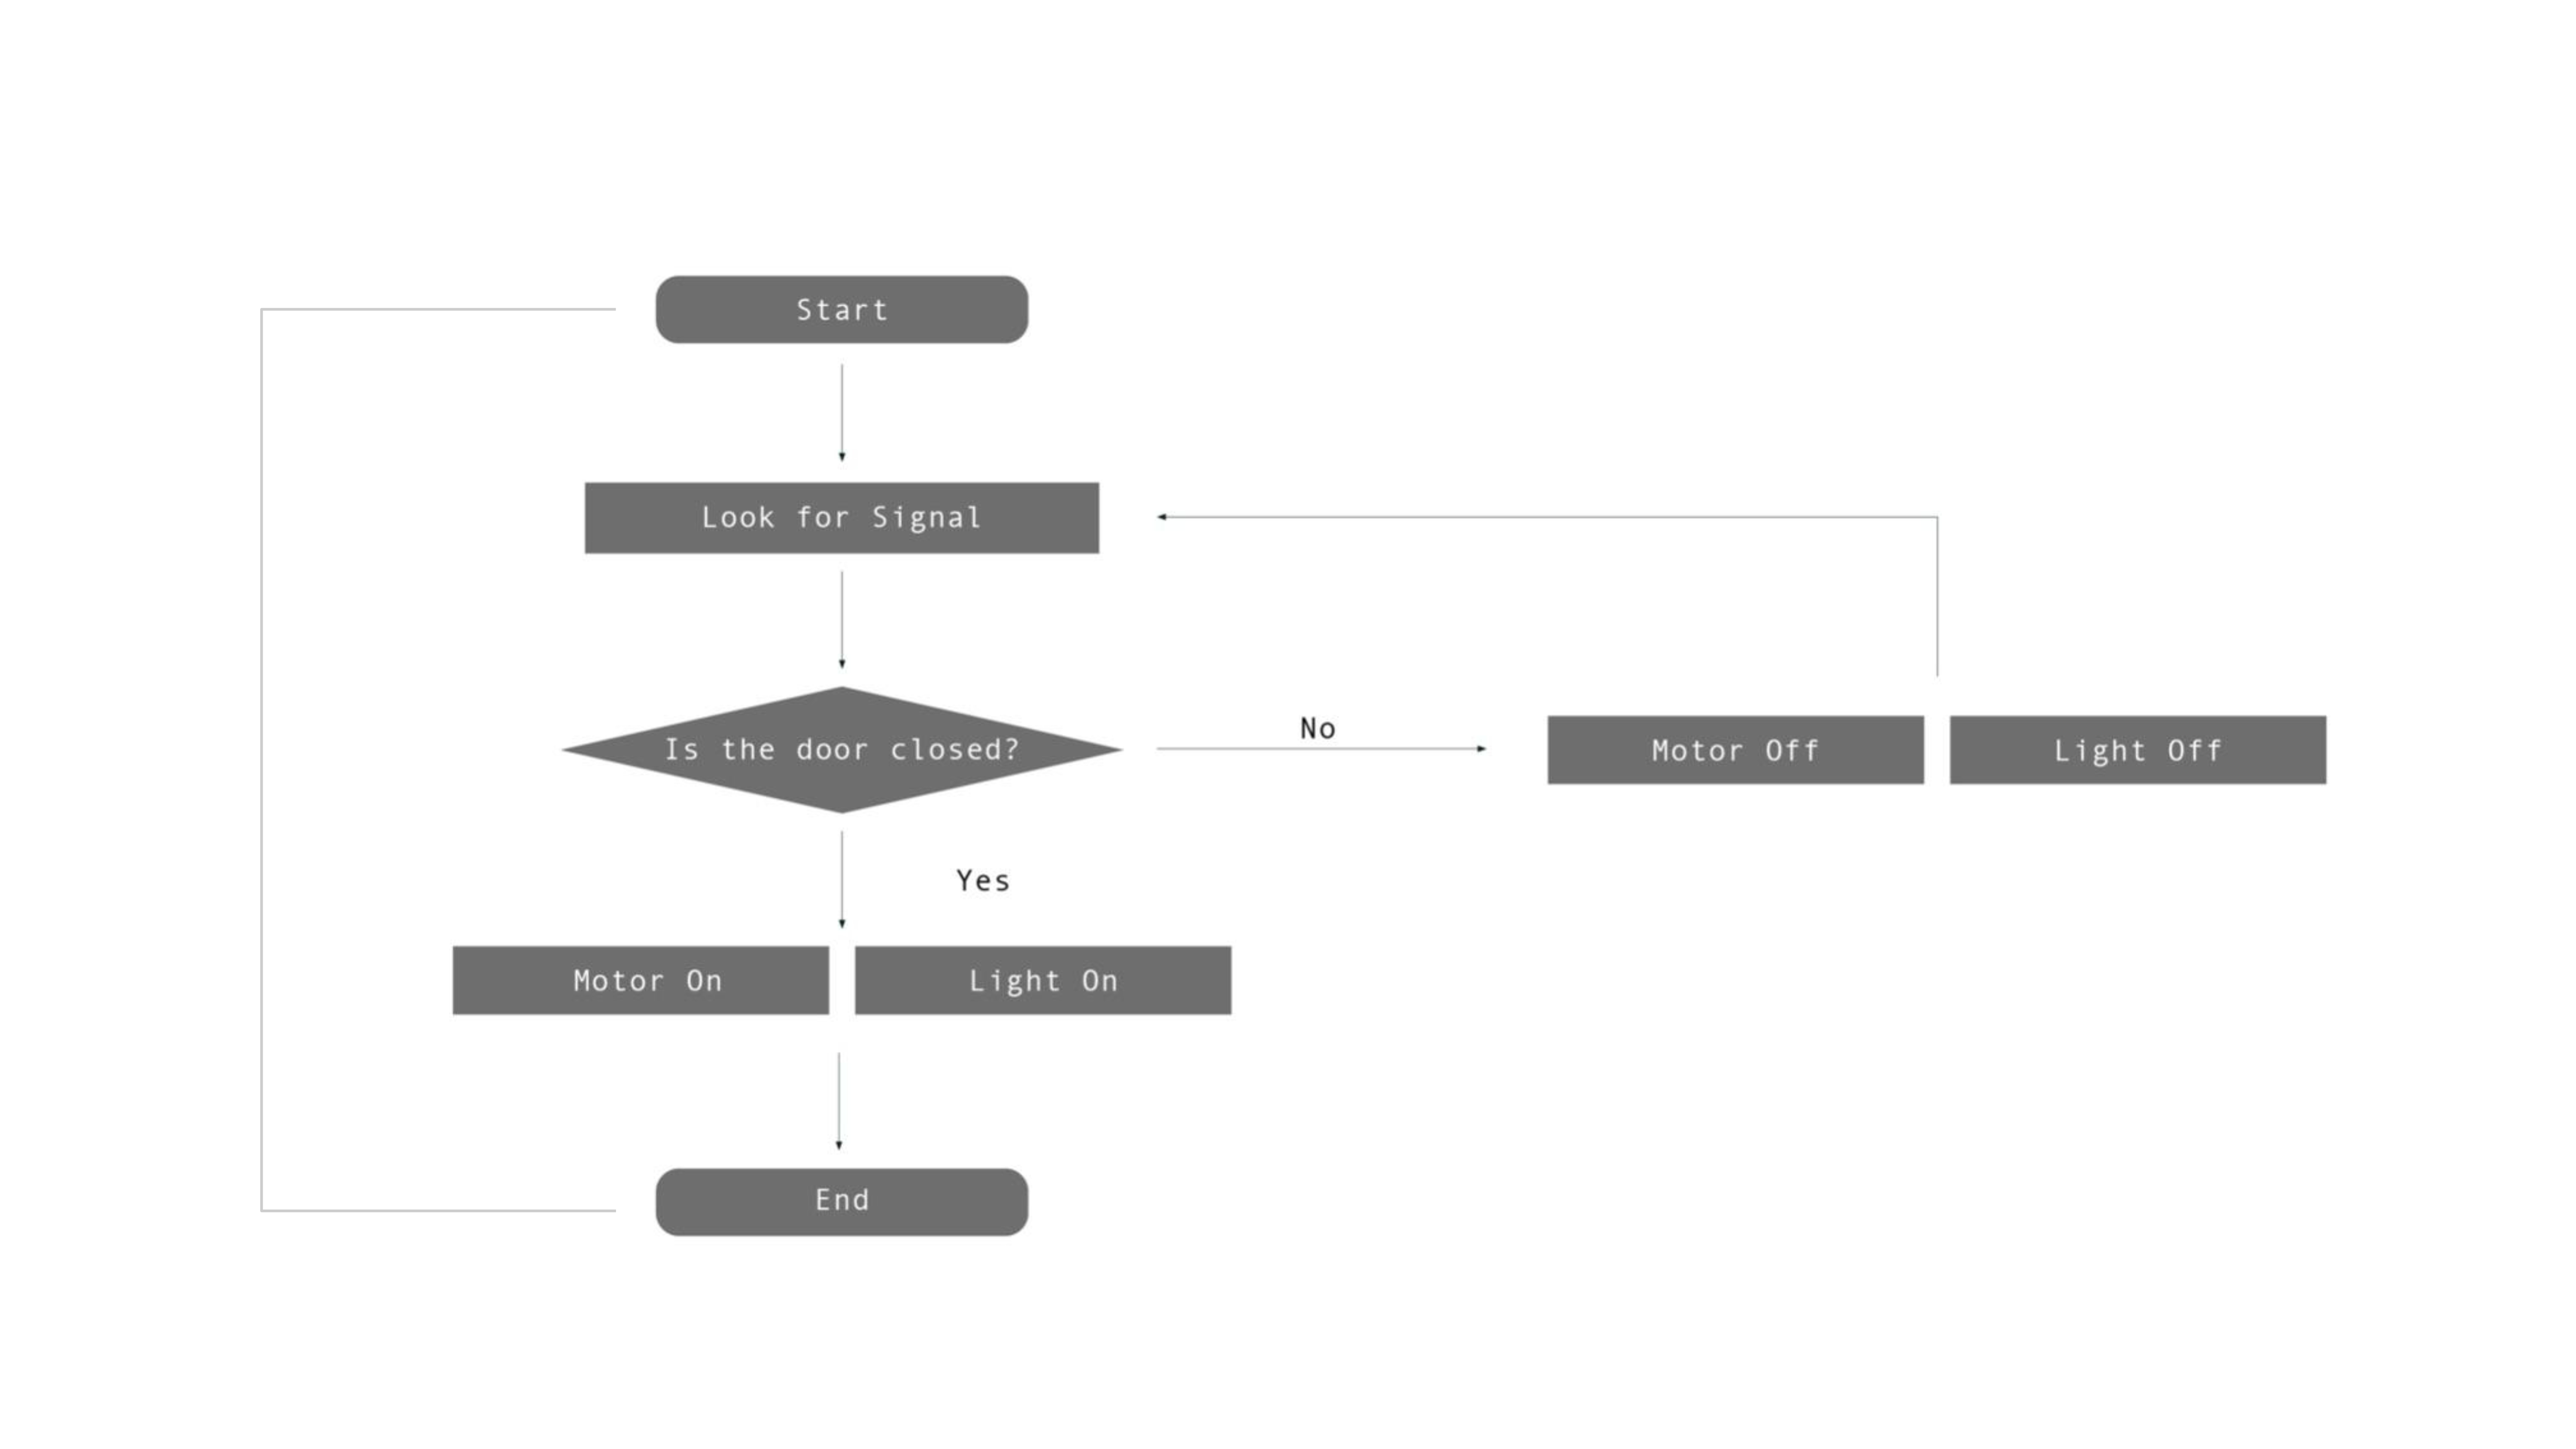 Start
Look for Signal
Is the door closed?
No
Motor Off
Light Off
Yes
Motor On
Light On
End